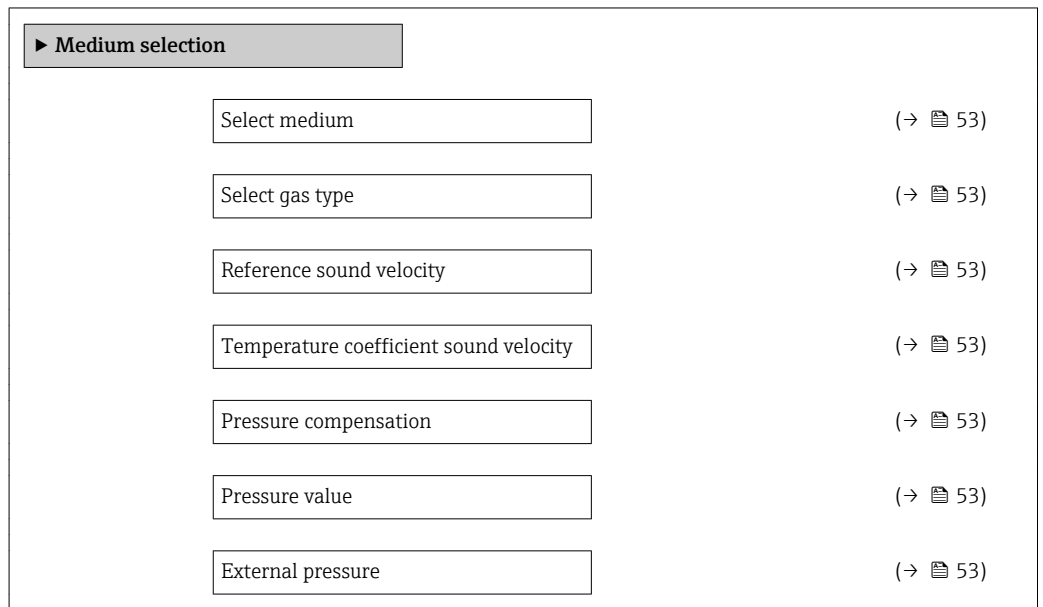 ▶ Medium selection
Select medium (→ 🖹 53)
Select gas type (→ 🖹 53)
Reference sound velocity (→ 🖹 53)
Temperature coefficient sound velocity (→ 🖹 53)
Pressure compensation (→ 🖹 53)
Pressure value (→ 🖹 53)
External pressure (→ 🖹 53)